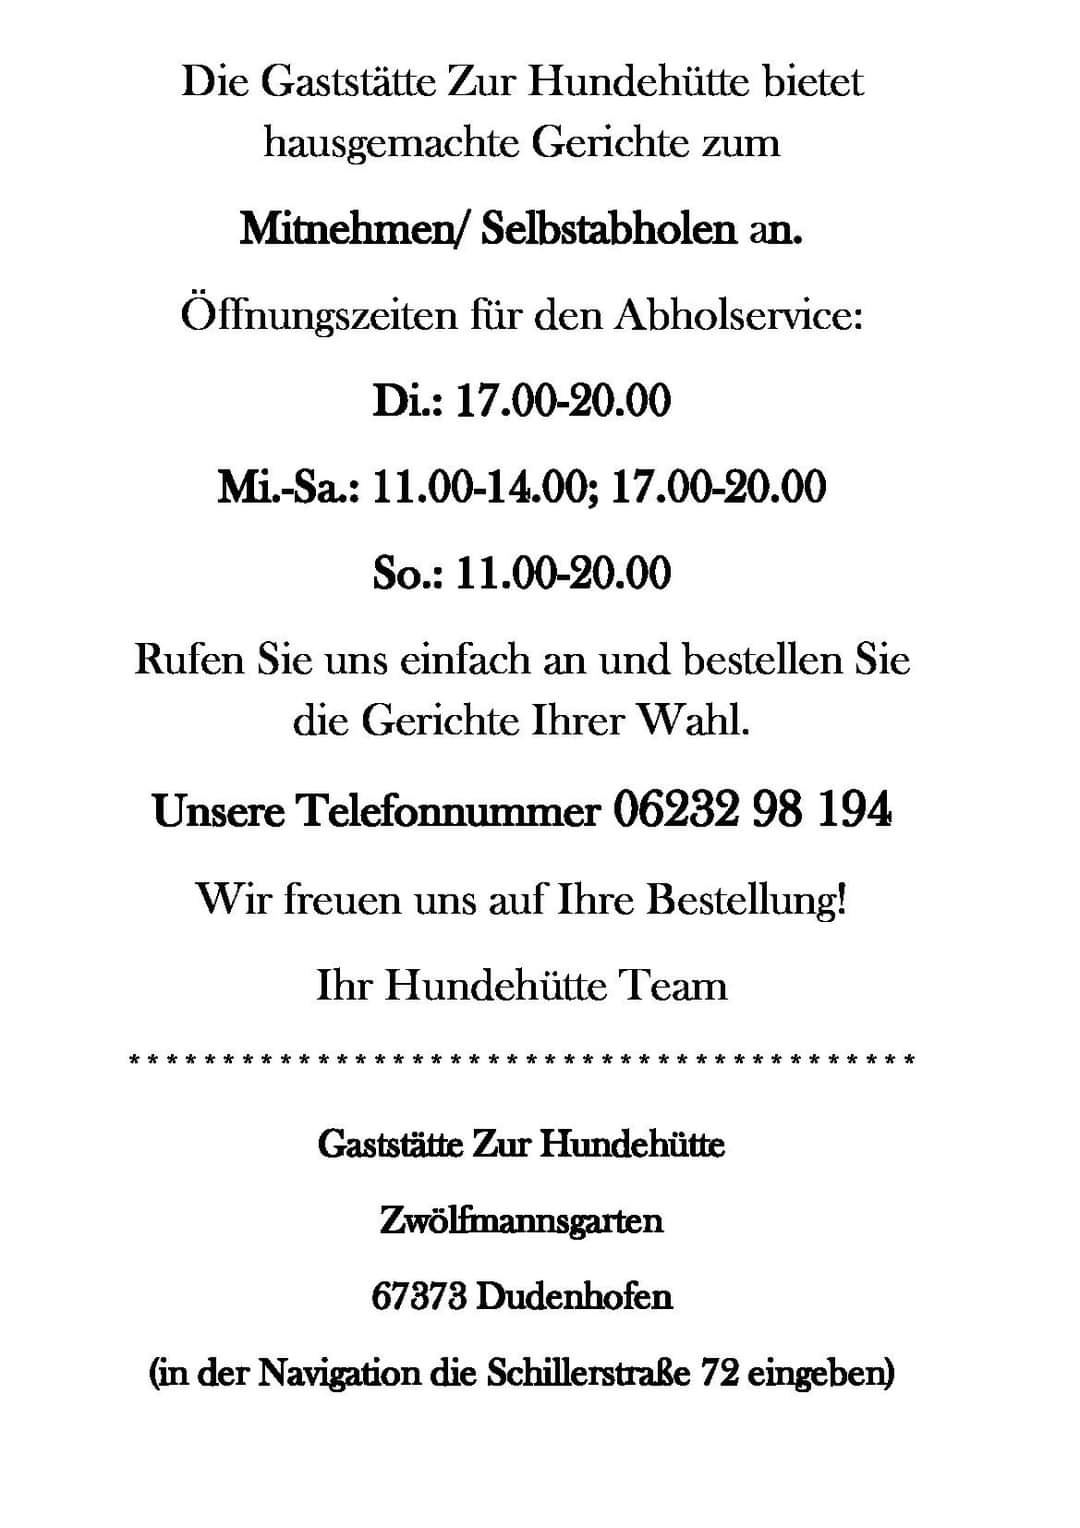 Die Gaststätte Zur Hundehütte bietet
hausgemachte Gerichte zum
Mitnehmen/ Selbstabholen an.
Öffnungszeiten für den Abholservice:
Di.: 17.00-20.00
Mi.-Sa.: 11.00-14.00; 17.00-20.00
So.: 11.00-20.00
Rufen Sie uns einfach an und bestellen Sie
die Gerichte Ihrer Wahl.
Unsere Telefonnummer 06232 98 194
Wir freuen uns auf Ihre Bestellung!
Ihr Hundehütte Team
* * * * * * * * * * * * * * * * * * * * * * * * * * * * * * * * * * * * * * * * * *
Gaststätte Zur Hundehütte
Zwölfmannsgarten
67373 Dudenhofen
(in der Navigation die Schillerstraße 72 eingeben)